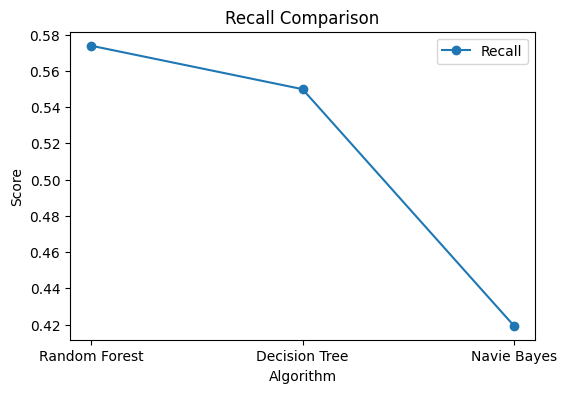 Recall Comparison
Recall
Score
0.58
0.56
0.54
0.52
0.50
0.48
0.46
0.44
0.42
Random Forest
Decision Tree
Navie Bayes
Algorithm